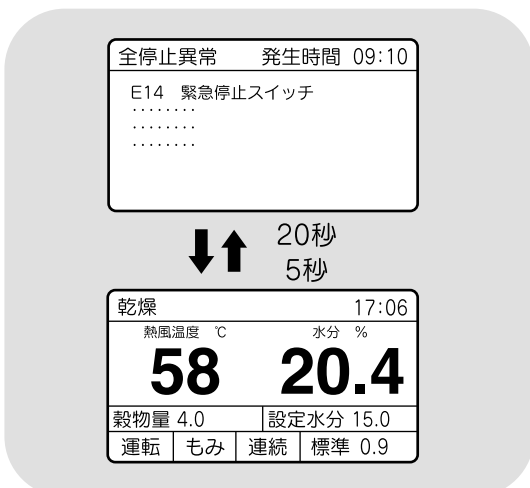 全停止異常 発生時間 09:10
E14 緊急停止スイッチ
........
........
........
20秒
5秒
乾燥 17:06
熱風温度 ℃ 水分 %
58 20.4
穀物量 4.0 設定水分 15.0
運転 もみ 連続 標準 0.9